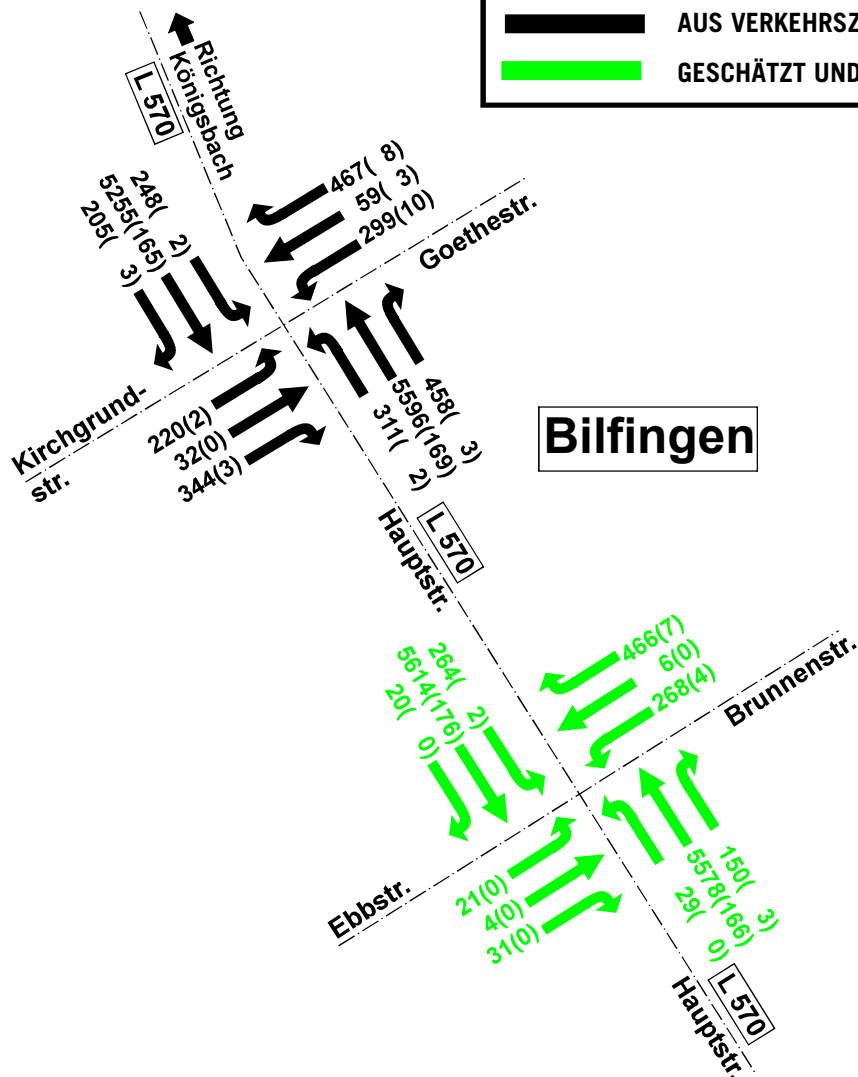 AUS VERKEHRSZ
GESCHÄTZT UND
Richtung
Königsbach
L 570
467( 8)
59( 3)
299(10)
Goethestr.
248( 2)
5255(165)
205( 3)
Kirchgrund-
str.
220(2)
32(0)
344(3)
458( 3)
5596(169)
311( 2)
Bilfingen
L 570
Hauptstr.
466(7)
6(0)
268(4)
Brunnenstr.
264( 2)
5614(176)
20( 0)
Ebbstr.
21(0)
4(0)
31(0)
150( 3)
5578(166)
29( 0)
L 570
Hauptstr.